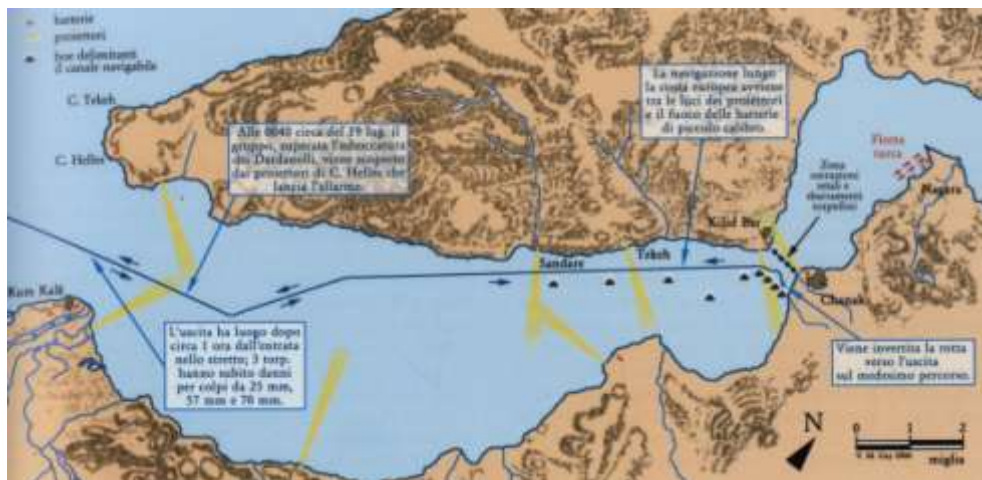 batterie
proiettori
boe delimitanti
il canale navigabile
C. Tekeh
C. Helles
Alle 0040 circa del 19 lug. il
gruppo, superata l'imboccatura
dei Dardanelli, viene scoperto
dai proiettori di C. Helles che
lancia l'allarme.
La navigazione lungo
la costa europea avviene
tra le luci dei proiettori
e il fuoco delle batterie
di piccolo calibro.
Flotta
turca
Zona
ostruzioni
retali e
sbarramenti
torpedini. 
Nagara
Kilid Bar
Sandare
Tekeh
Chanak
Kum Kalè
L'uscita ha luogo dopo
circa 1 ora dall'entrata
nello stretto; 3 torp.
hanno subito danni
per colpi da 25 mm,
57 mm e 76 mm.
Viene invertita la rotta
verso l'uscita
sul medesimo percorso.
N
0 1 2
miglia